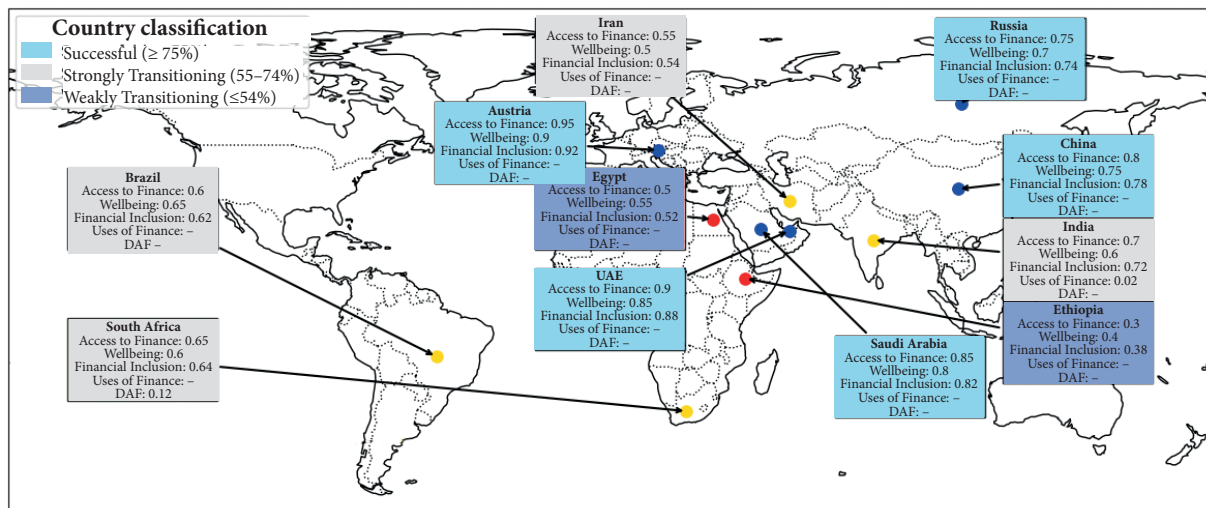 Country classification
Successful (≥ 75%)
Strongly Transitioning (55–74%)
Weakly Transitioning (≤54%)
Iran
Access to Finance: 0.55
Wellbeing: 0.5
Financial Inclusion: 0.54
Uses of Finance: –
DAF: –
Russia
Access to Finance: 0.75
Wellbeing: 0.7
Financial Inclusion: 0.74
Uses of Finance: –
DAF: –
Austria
Access to Finance: 0.95
Wellbeing: 0.9
Financial Inclusion: 0.92
Uses of Finance: –
DAF: –
China
Access to Finance: 0.8
Wellbeing: 0.75
Financial Inclusion: 0.78
Uses of Finance: –
DAF: –
Brazil
Access to Finance: 0.6
Wellbeing: 0.65
Financial Inclusion: 0.62
Uses of Finance: –
DAF –
Egypt
Access to Finance: 0.5
Wellbeing: 0.55
Financial Inclusion: 0.52
Uses of Finance: –
DAF: –
India
Access to Finance: 0.7
Wellbeing: 0.6
Financial Inclusion: 0.72
Uses of Finance: 0.02
DAF: –
UAE
Access to Finance: 0.9
Wellbeing: 0.85
Financial Inclusion: 0.88
Uses of Finance: –
DAF: –
Ethiopia
Access to Finance: 0.3
Wellbeing: 0.4
Financial Inclusion: 0.38
Uses of Finance: –
DAF: –
South Africa
Access to Finance: 0.65
Wellbeing: 0.6
Financial Inclusion: 0.64
Uses of Finance: –
DAF: 0.12
Saudi Arabia
Access to Finance: 0.85
Wellbeing: 0.8
Financial Inclusion: 0.82
Uses of Finance: –
DAF: –